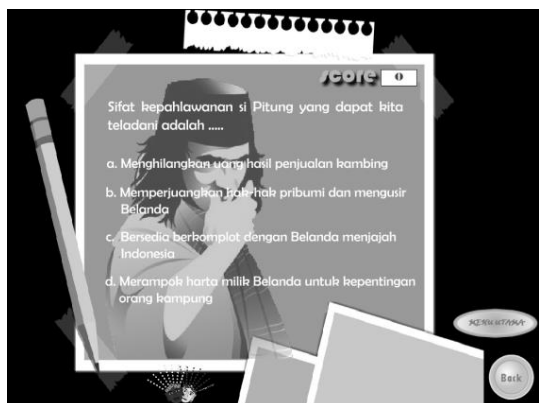 score 0
Sifat kepahlawanan si Pitung yang dapat kita
teladani adalah .....
a. Menghilangkan uang hasil penjualan kambing
b. Memperjuangkan hak-hak pribumi dan mengusir
Belanda
c. Bersedia berkomplot dengan Belanda menjajah
Indonesia
d. Merampok harta milik Belanda untuk kepentingan
orang kampung
MENU UTAMA
Back